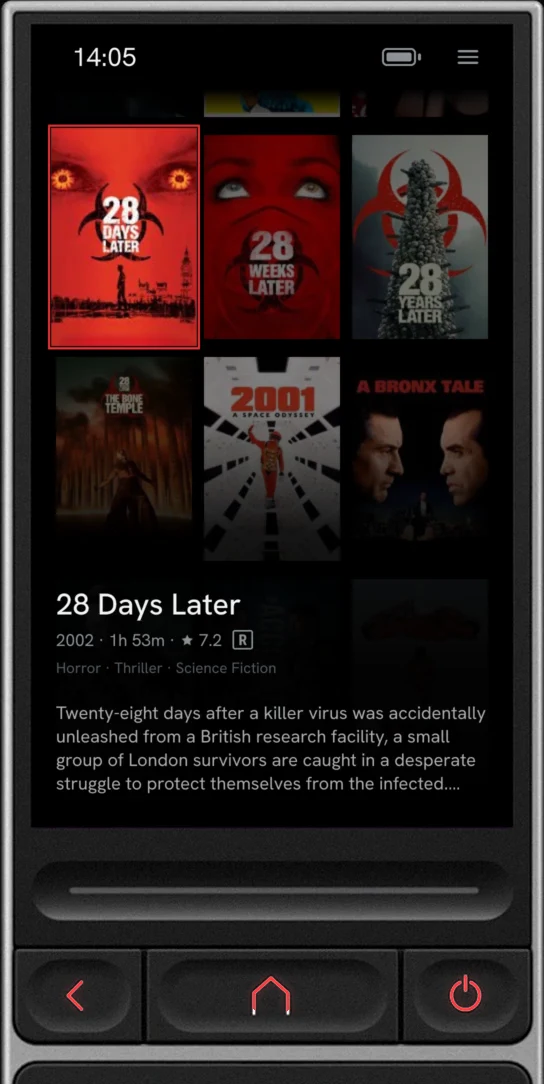 14:05
28
DAYS
LATER
28
WEEKS
LATER
28
YEARS
LATER
28
THE BONE
TEMPLE
2001
A SPACE ODYSSEY
A BRONX TALE
28 Days Later
2002 · 1h 53m · ★ 7.2 R
Horror · Thriller · Science Fiction
Twenty-eight days after a killer virus was accidentally
unleashed from a British research facility, a small
group of London survivors are caught in a desperate
struggle to protect themselves from the infected....